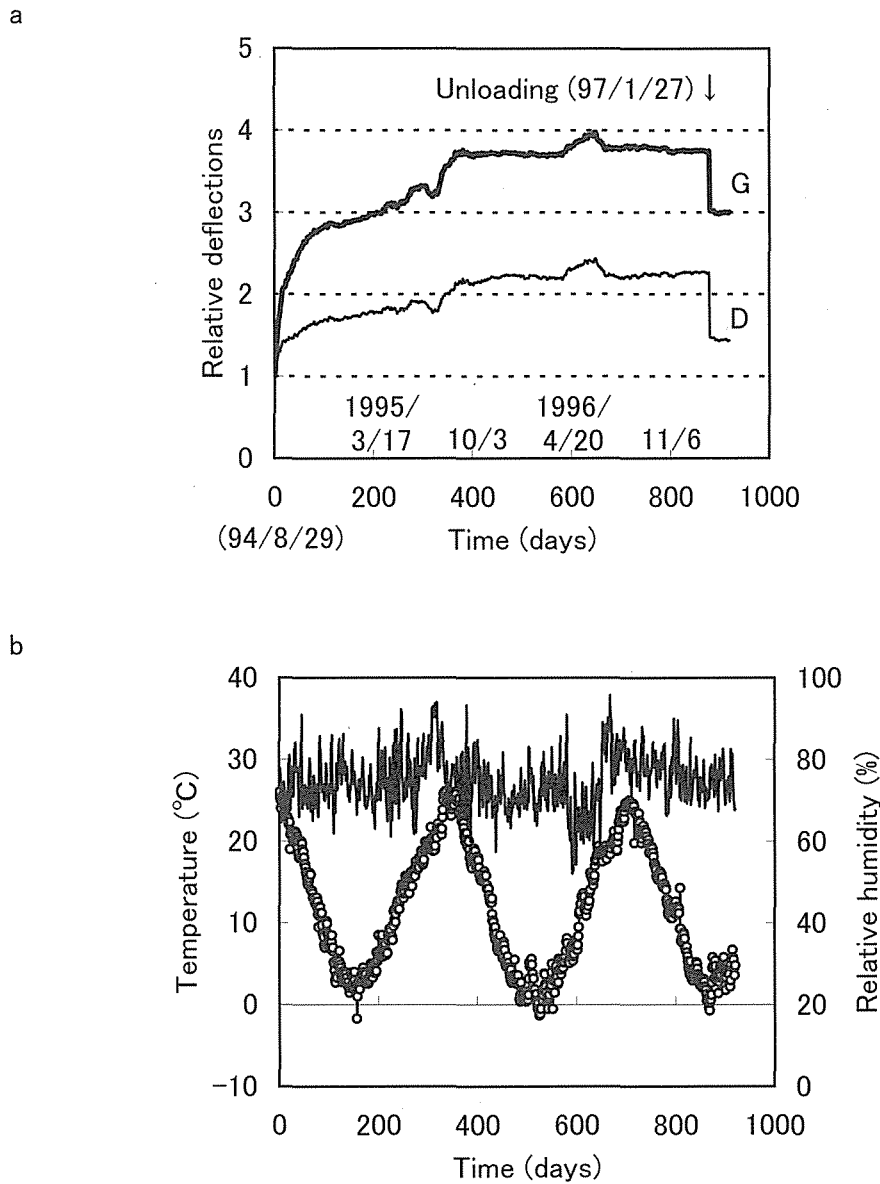 a
5
4
3
2
1
0
Relative deflections
Unloading (97/1/27) ↓
G
D
1995/
3/17
10/3
1996/
4/20
11/6
0 200 400 600 800 1000
(94/8/29)
Time (days)
b
40
30
20
10
0
−10
Temperature (°C)
100
80
60
40
20
0
Relative humidity (%)
0 200 400 600 800 1000
Time (days)